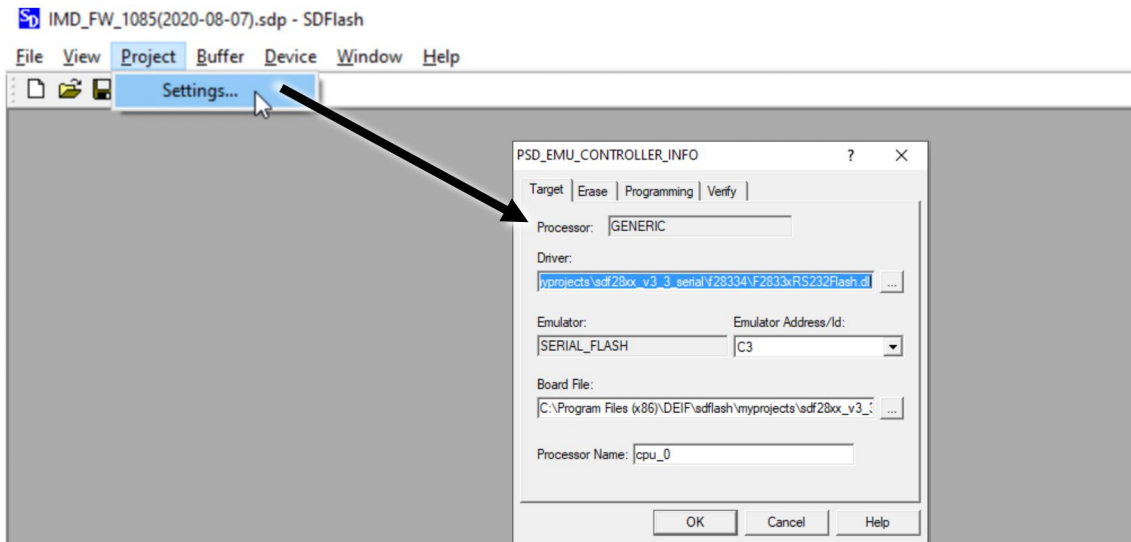 SD IMD_FW_1085(2020-08-07).sdp - SDFlash
File View Project Buffer Device Window Help
Settings...
PSD_EMU_CONTROLLER_INFO ? ×
Target Erase Programming Verify
Processor: GENERIC
Driver:
yprojects\sdf28xx_v3_3_serial\f28334\F2833xRS232Flash.dl ...
Emulator: Emulator Address/Id:
SERIAL_FLASH C3
Board File:
C:\Program Files (x86)\DEIF\sdflash\myprojects\sdf28xx_v3_3 ...
Processor Name: cpu_0
OK Cancel Help